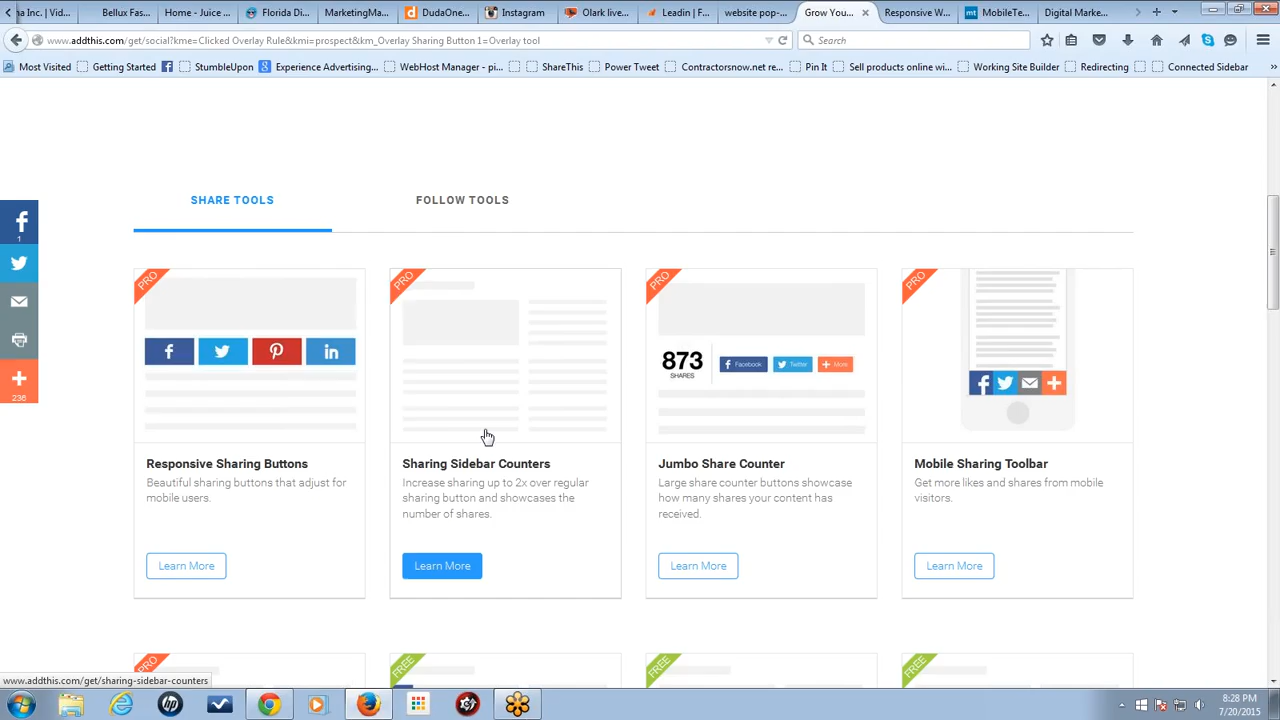 na Inc. | Vid...
Bellux Fas...
Home - Juice ...
Florida Di...
MarketingMa...
DudaOne...
Instagram
Olark live...
Leadin | F...
website pop-...
Grow You...
Responsive W...
MobileTe...
Digital Marke...
www.addthis.com/get/social?kme=Clicked Overlay Rule&kmi=prospect&km_Overlay Sharing Button 1=Overlay tool
Search
Most Visited
Getting Started
StumbleUpon
Experience Advertising...
WebHost Manager - pi...
ShareThis
Power Tweet
Contractorsnow.net re...
Pin It
Sell products online wi...
Working Site Builder
Redirecting
Connected Sidebar
SHARE TOOLS
FOLLOW TOOLS
1
236
PRO
PRO
PRO
PRO
873
SHARES
Facebook
Twitter
More
Responsive Sharing Buttons
Beautiful sharing buttons that adjust for
mobile users.
Learn More
Sharing Sidebar Counters
Increase sharing up to 2x over regular
sharing button and showcases the
number of shares.
Learn More
Jumbo Share Counter
Large share counter buttons showcase
how many shares your content has
received.
Learn More
Mobile Sharing Toolbar
Get more likes and shares from mobile
visitors.
Learn More
PRO
FREE
FREE
FREE
www.addthis.com/get/sharing-sidebar-counters
8:28 PM
7/20/2015